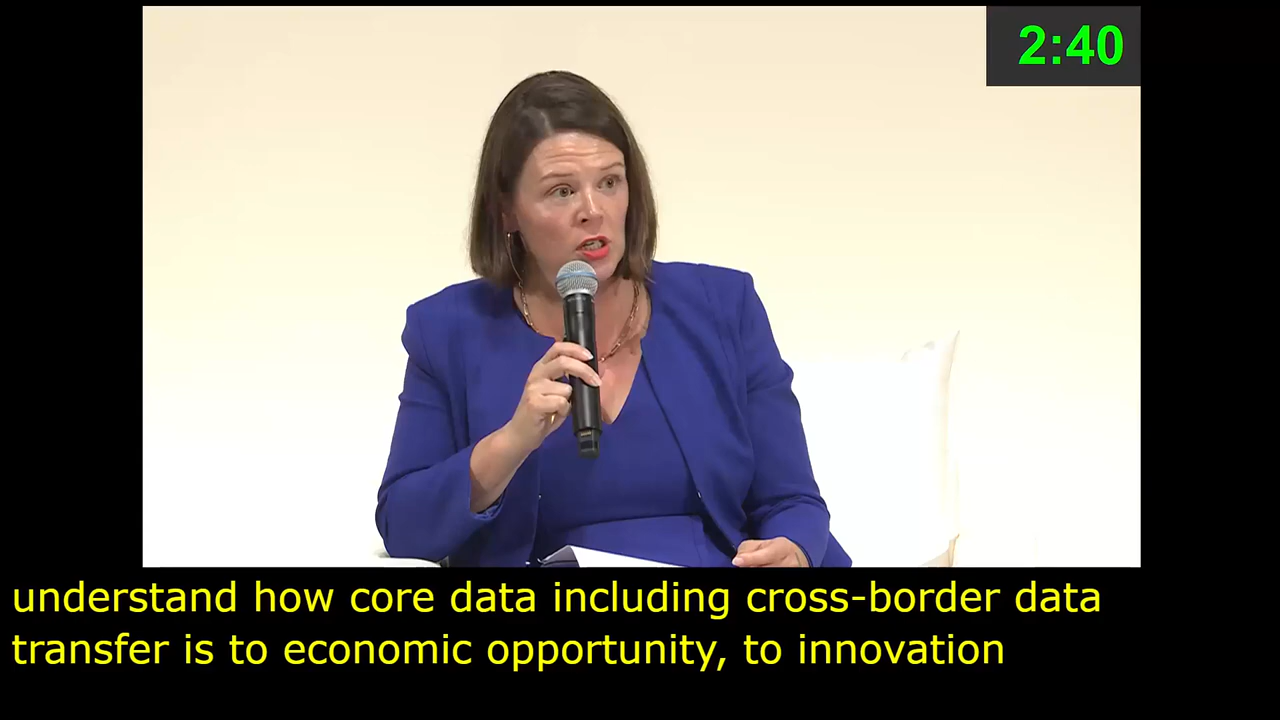 2:40
understand how core data including cross-border data
transfer is to economic opportunity, to innovation